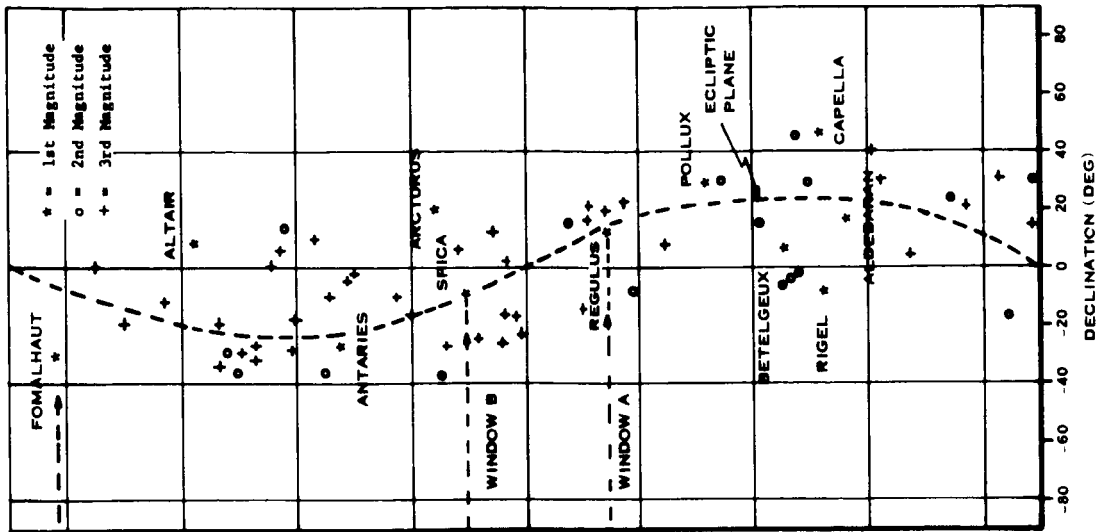 * = 1st Magnitude
o = 2nd Magnitude
+ = 3rd Magnitude
FOMALHAUT
ALTAIR
ANTARIES
ARCTORUS
SPICA
WINDOW B
REGULUS
WINDOW A
POLLUX
ECLIPTIC
PLANE
BETELGEUX
RIGEL
CAPELLA
ALDEBARAN
-80
-60
-40
-20
0
20
40
60
80
DECLINATION (DEG)